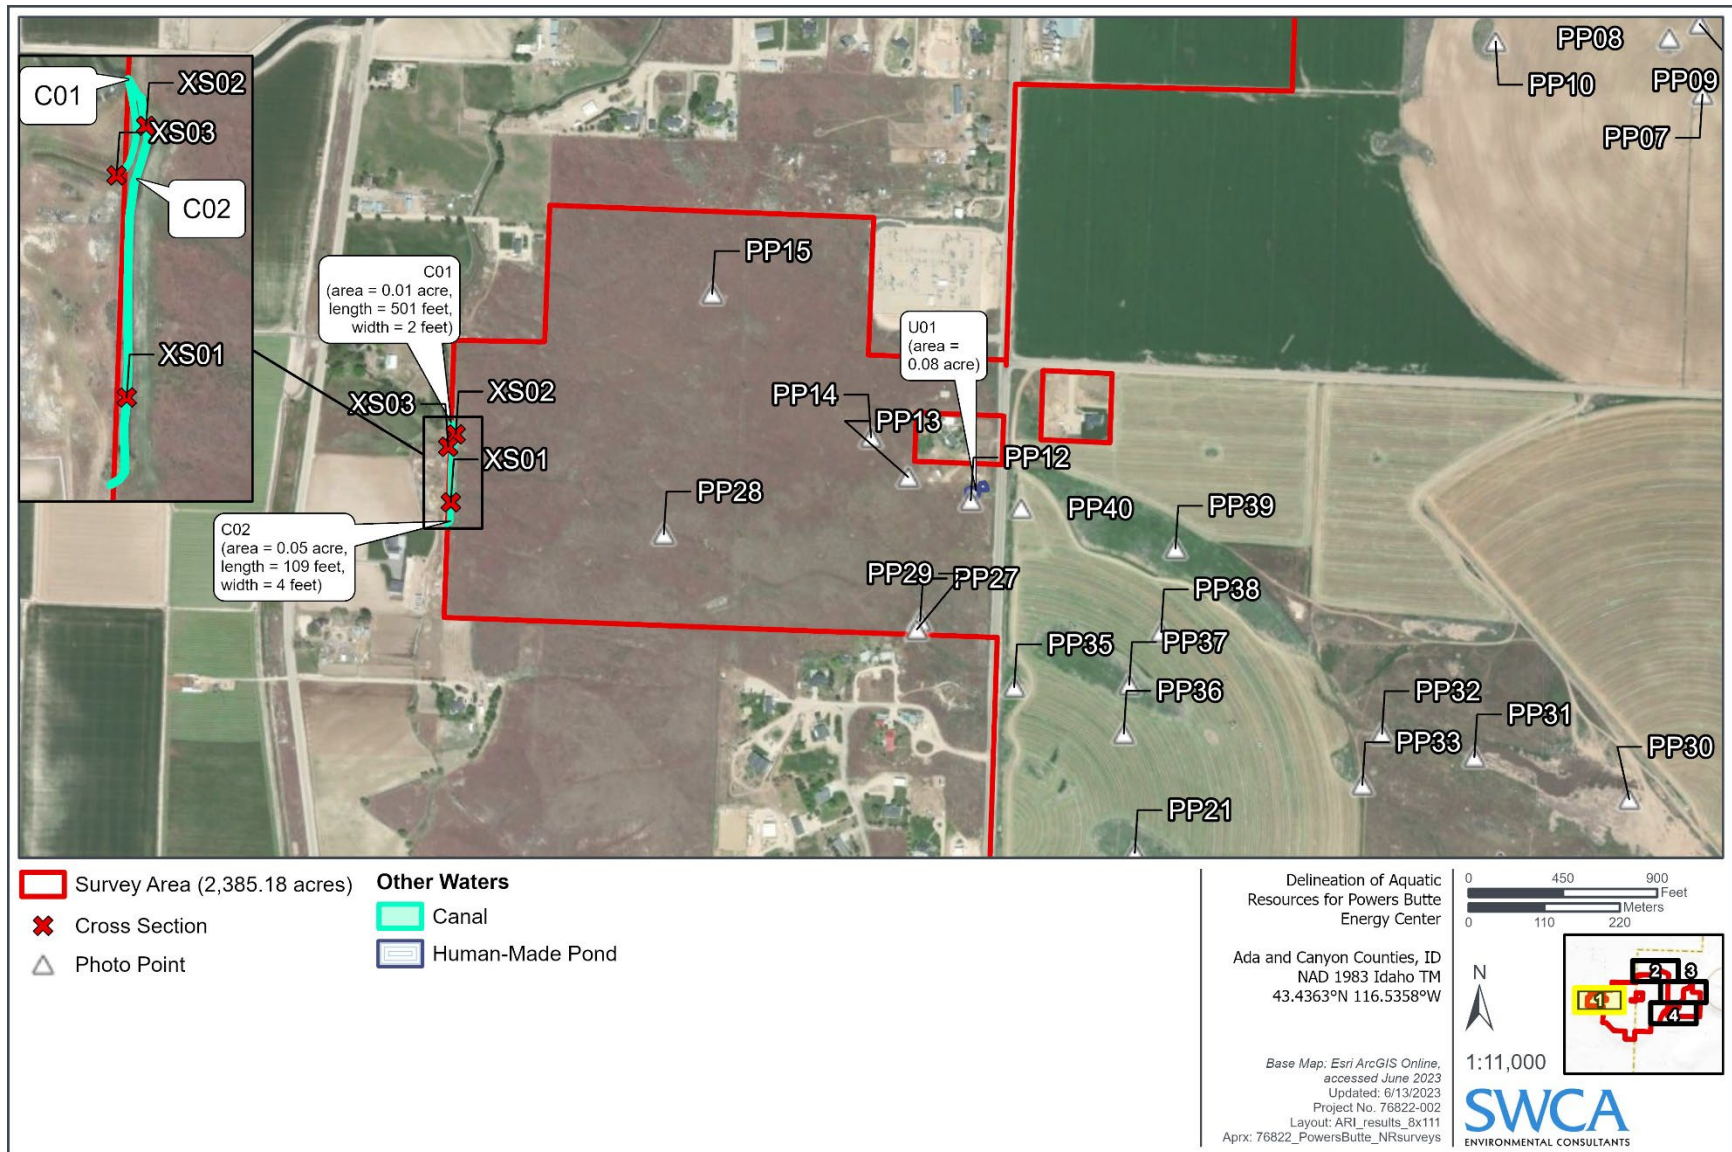 C01
XS02
XS03
C02
XS01
PP08
PP10
PP09
PP07
PP15
C01
(area = 0.01 acre,
length = 501 feet,
width = 2 feet)
U01
(area =
0.08 acre)
XS03
XS02
XS01
PP14
PP13
PP12
PP28
PP40
PP39
C02
(area = 0.05 acre,
length = 109 feet,
width = 4 feet)
PP29
PP27
PP38
PP35
PP37
PP36
PP32
PP31
PP33
PP30
PP21
Survey Area (2,385.18 acres)
Cross Section
Photo Point
Other Waters
Canal
Human-Made Pond
Delineation of Aquatic
Resources for Powers Butte
Energy Center
Ada and Canyon Counties, ID
NAD 1983 Idaho TM
43.4363°N 116.5358°W
Base Map: Esri ArcGIS Online,
accessed June 2023
Updated: 6/13/2023
Project No. 76822-002
Layout: ARI_results_8x111
Aprx: 76822_PowersButte_NRsurveys
0 450 900
Feet
Meters
0 110 220
N
1:11,000
1
2
3
4
SWCA
ENVIRONMENTAL CONSULTANTS